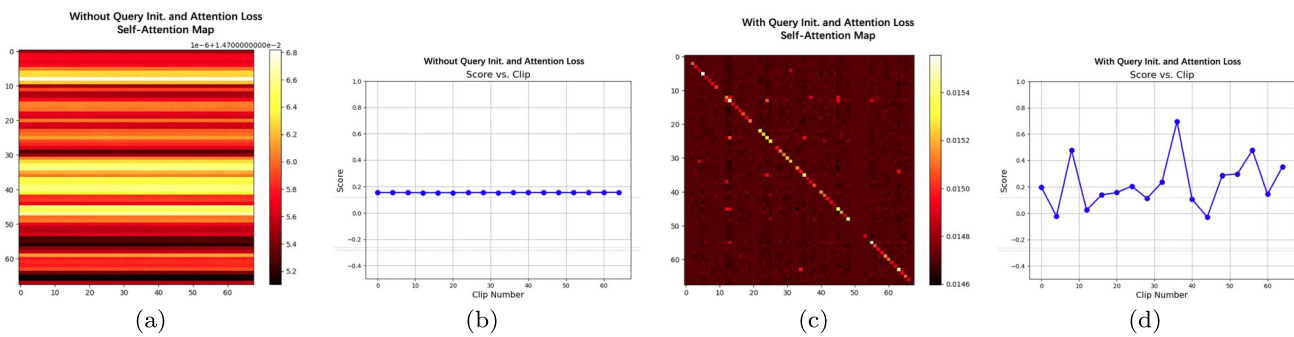 Without Query Init. and Attention Loss
Self-Attention Map
1e-6+1.4700000000e-2
0
10
20
30
40
50
60
0 10 20 30 40 50 60
6.8
6.6
6.4
6.2
6.0
5.8
5.6
5.4
5.2
(a)
Without Query Init. and Attention Loss
Score vs. Clip
Score
1.0
0.8
0.6
0.4
0.2
0.0
−0.2
−0.4
0 10 20 30 40 50 60
Clip Number
(b)
With Query Init. and Attention Loss
Self-Attention Map
0
10
20
30
40
50
60
0 10 20 30 40 50 60
0.0154
0.0152
0.0150
0.0148
0.0146
(c)
With Query Init. and Attention Loss
Score vs. Clip
Score
1.0
0.8
0.6
0.4
0.2
0.0
−0.2
−0.4
0 10 20 30 40 50 60
Clip Number
(d)